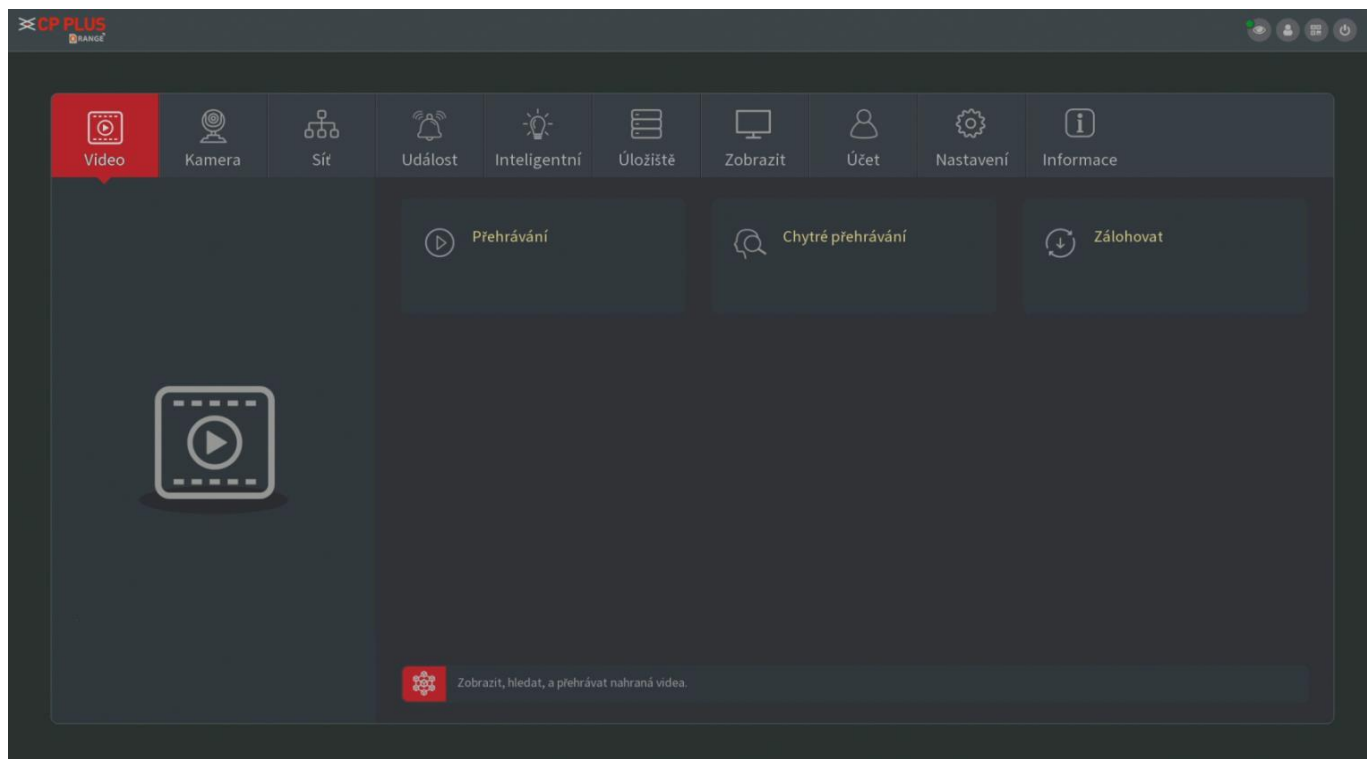 CP PLUS
ORANGE
Video
Kamera
Síť
Událost
Inteligentní
Úložiště
Zobrazit
Účet
Nastavení
Informace
Přehrávání
Chytré přehrávání
Zálohovat
Zobrazit, hledat, a přehrávat nahraná videa.